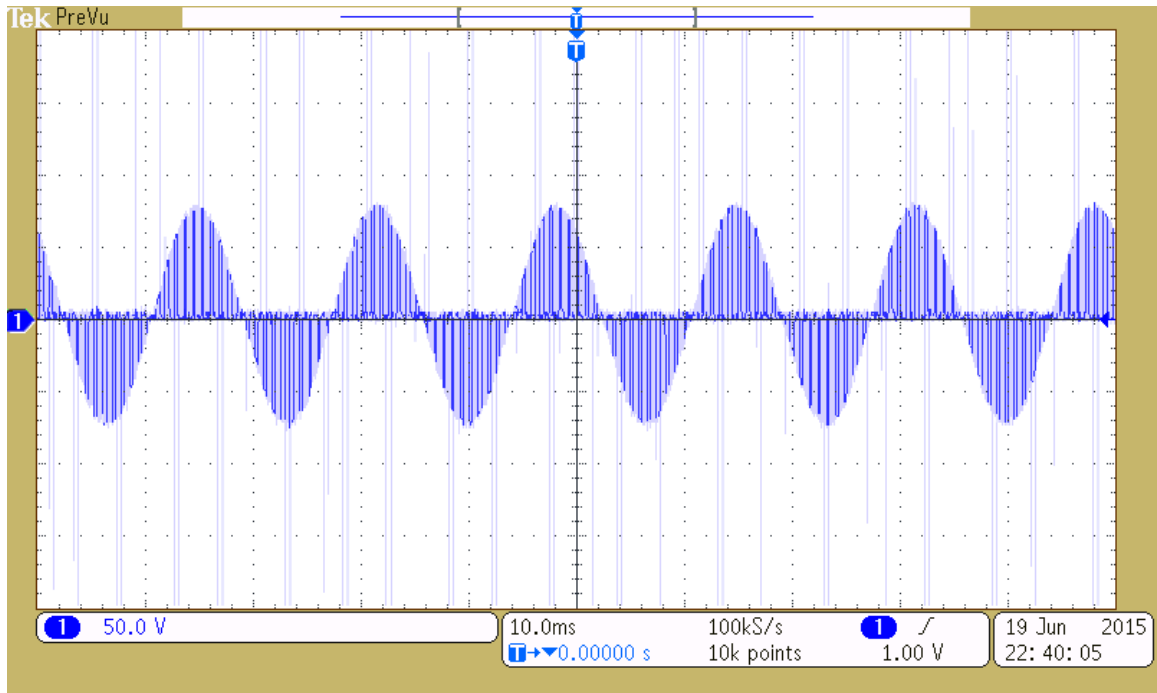 Tek PreVu
T
T
1
1 50.0 V
10.0ms 100kS/s 1 1.00 V
T→▼0.00000 s 10k points
19 Jun 2015
22:40:05